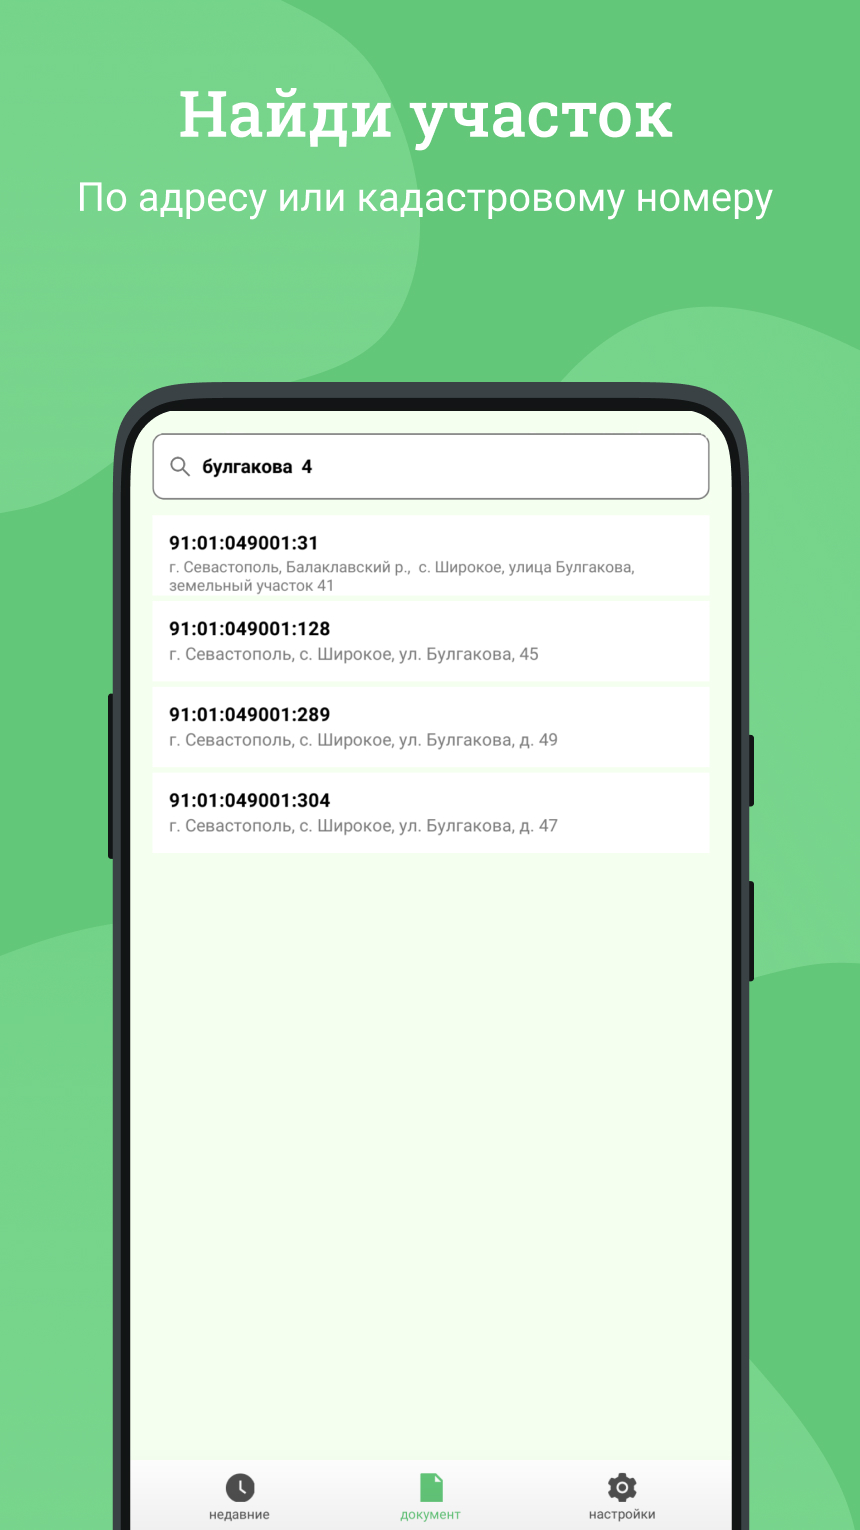 Найди участок
По адресу или кадастровому номеру
булгакова 4
91:01:049001:31
г. Севастополь, Балаклавский р., с. Широкое, улица Булгакова,
земельный участок 41
91:01:049001:128
г. Севастополь, с. Широкое, ул. Булгакова, 45
91:01:049001:289
г. Севастополь, с. Широкое, ул. Булгакова, д. 49
91:01:049001:304
г. Севастополь, с. Широкое, ул. Булгакова, д. 47
недавние
документ
настройки